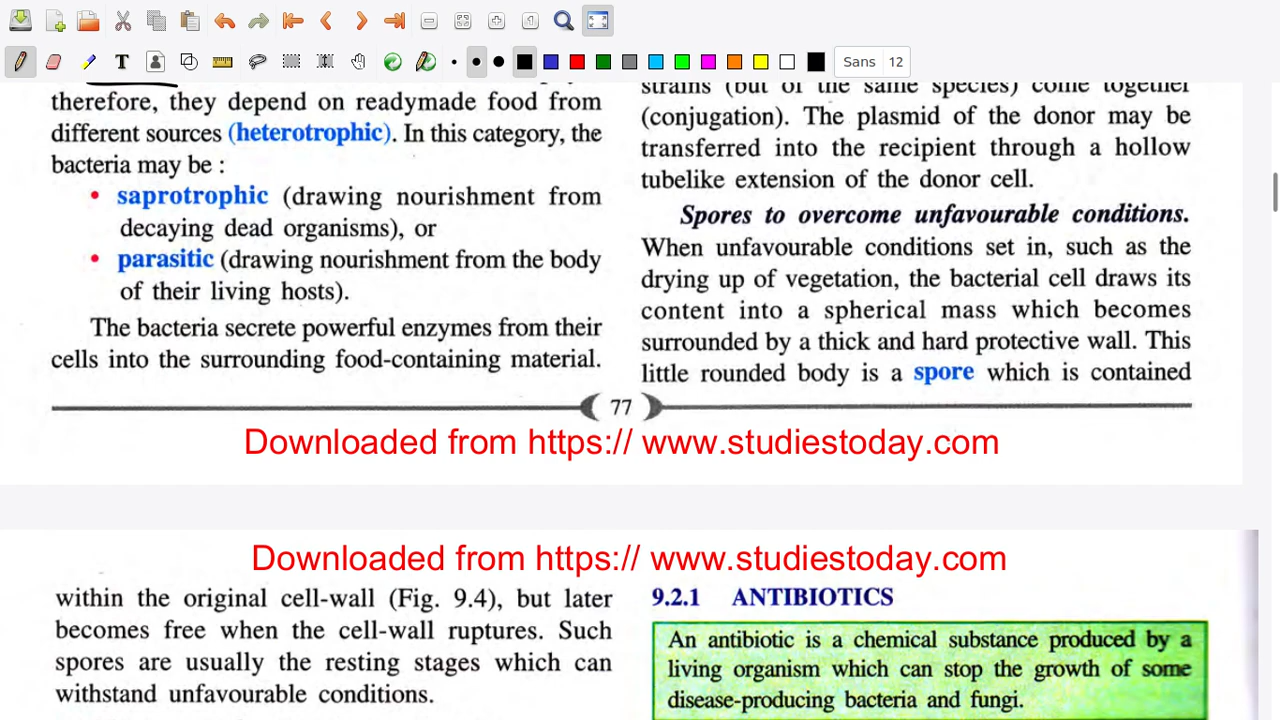 Sans 12
therefore, they depend on readymade food from
different sources (heterotrophic). In this category, the
bacteria may be :
• saprotrophic (drawing nourishment from
decaying dead organisms), or
• parasitic (drawing nourishment from the body
of their living hosts).
The bacteria secrete powerful enzymes from their
cells into the surrounding food-containing material.
strains (but of the same species) come together
(conjugation). The plasmid of the donor may be
transferred into the recipient through a hollow
tubelike extension of the donor cell.
Spores to overcome unfavourable conditions.
When unfavourable conditions set in, such as the
drying up of vegetation, the bacterial cell draws its
content into a spherical mass which becomes
surrounded by a thick and hard protective wall. This
little rounded body is a spore which is contained
77
Downloaded from https:// www.studiestoday.com
Downloaded from https:// www.studiestoday.com
within the original cell-wall (Fig. 9.4), but later
becomes free when the cell-wall ruptures. Such
spores are usually the resting stages which can
withstand unfavourable conditions.
9.2.1 ANTIBIOTICS
An antibiotic is a chemical substance produced by a
living organism which can stop the growth of some
disease-producing bacteria and fungi.